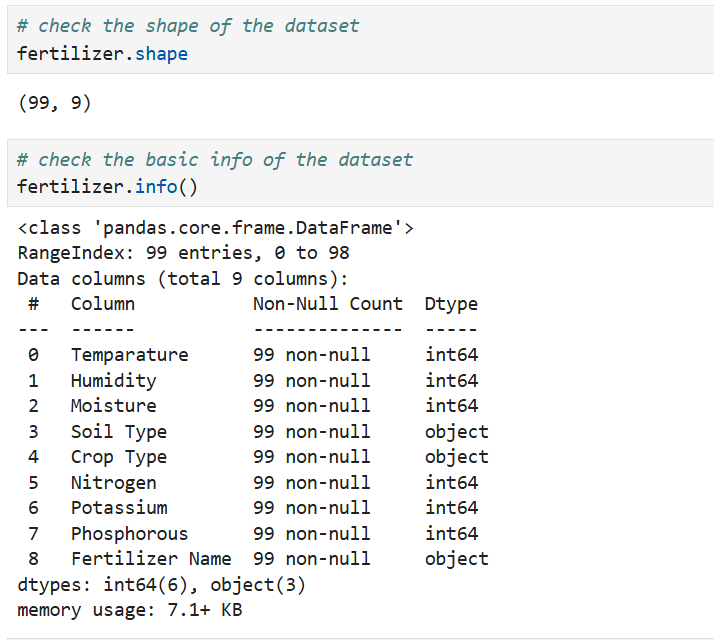 # check the shape of the dataset
fertilizer.shape
(99, 9)
# check the basic info of the dataset
fertilizer.info()
<class 'pandas.core.frame.DataFrame'>
RangeIndex: 99 entries, 0 to 98
Data columns (total 9 columns):
 #   Column           Non-Null Count  Dtype
---  ------           --------------  -----
 0   Temparature      99 non-null     int64
 1   Humidity         99 non-null     int64
 2   Moisture         99 non-null     int64
 3   Soil Type        99 non-null     object
 4   Crop Type        99 non-null     object
 5   Nitrogen         99 non-null     int64
 6   Potassium        99 non-null     int64
 7   Phosphorous      99 non-null     int64
 8   Fertilizer Name  99 non-null     object
dtypes: int64(6), object(3)
memory usage: 7.1+ KB